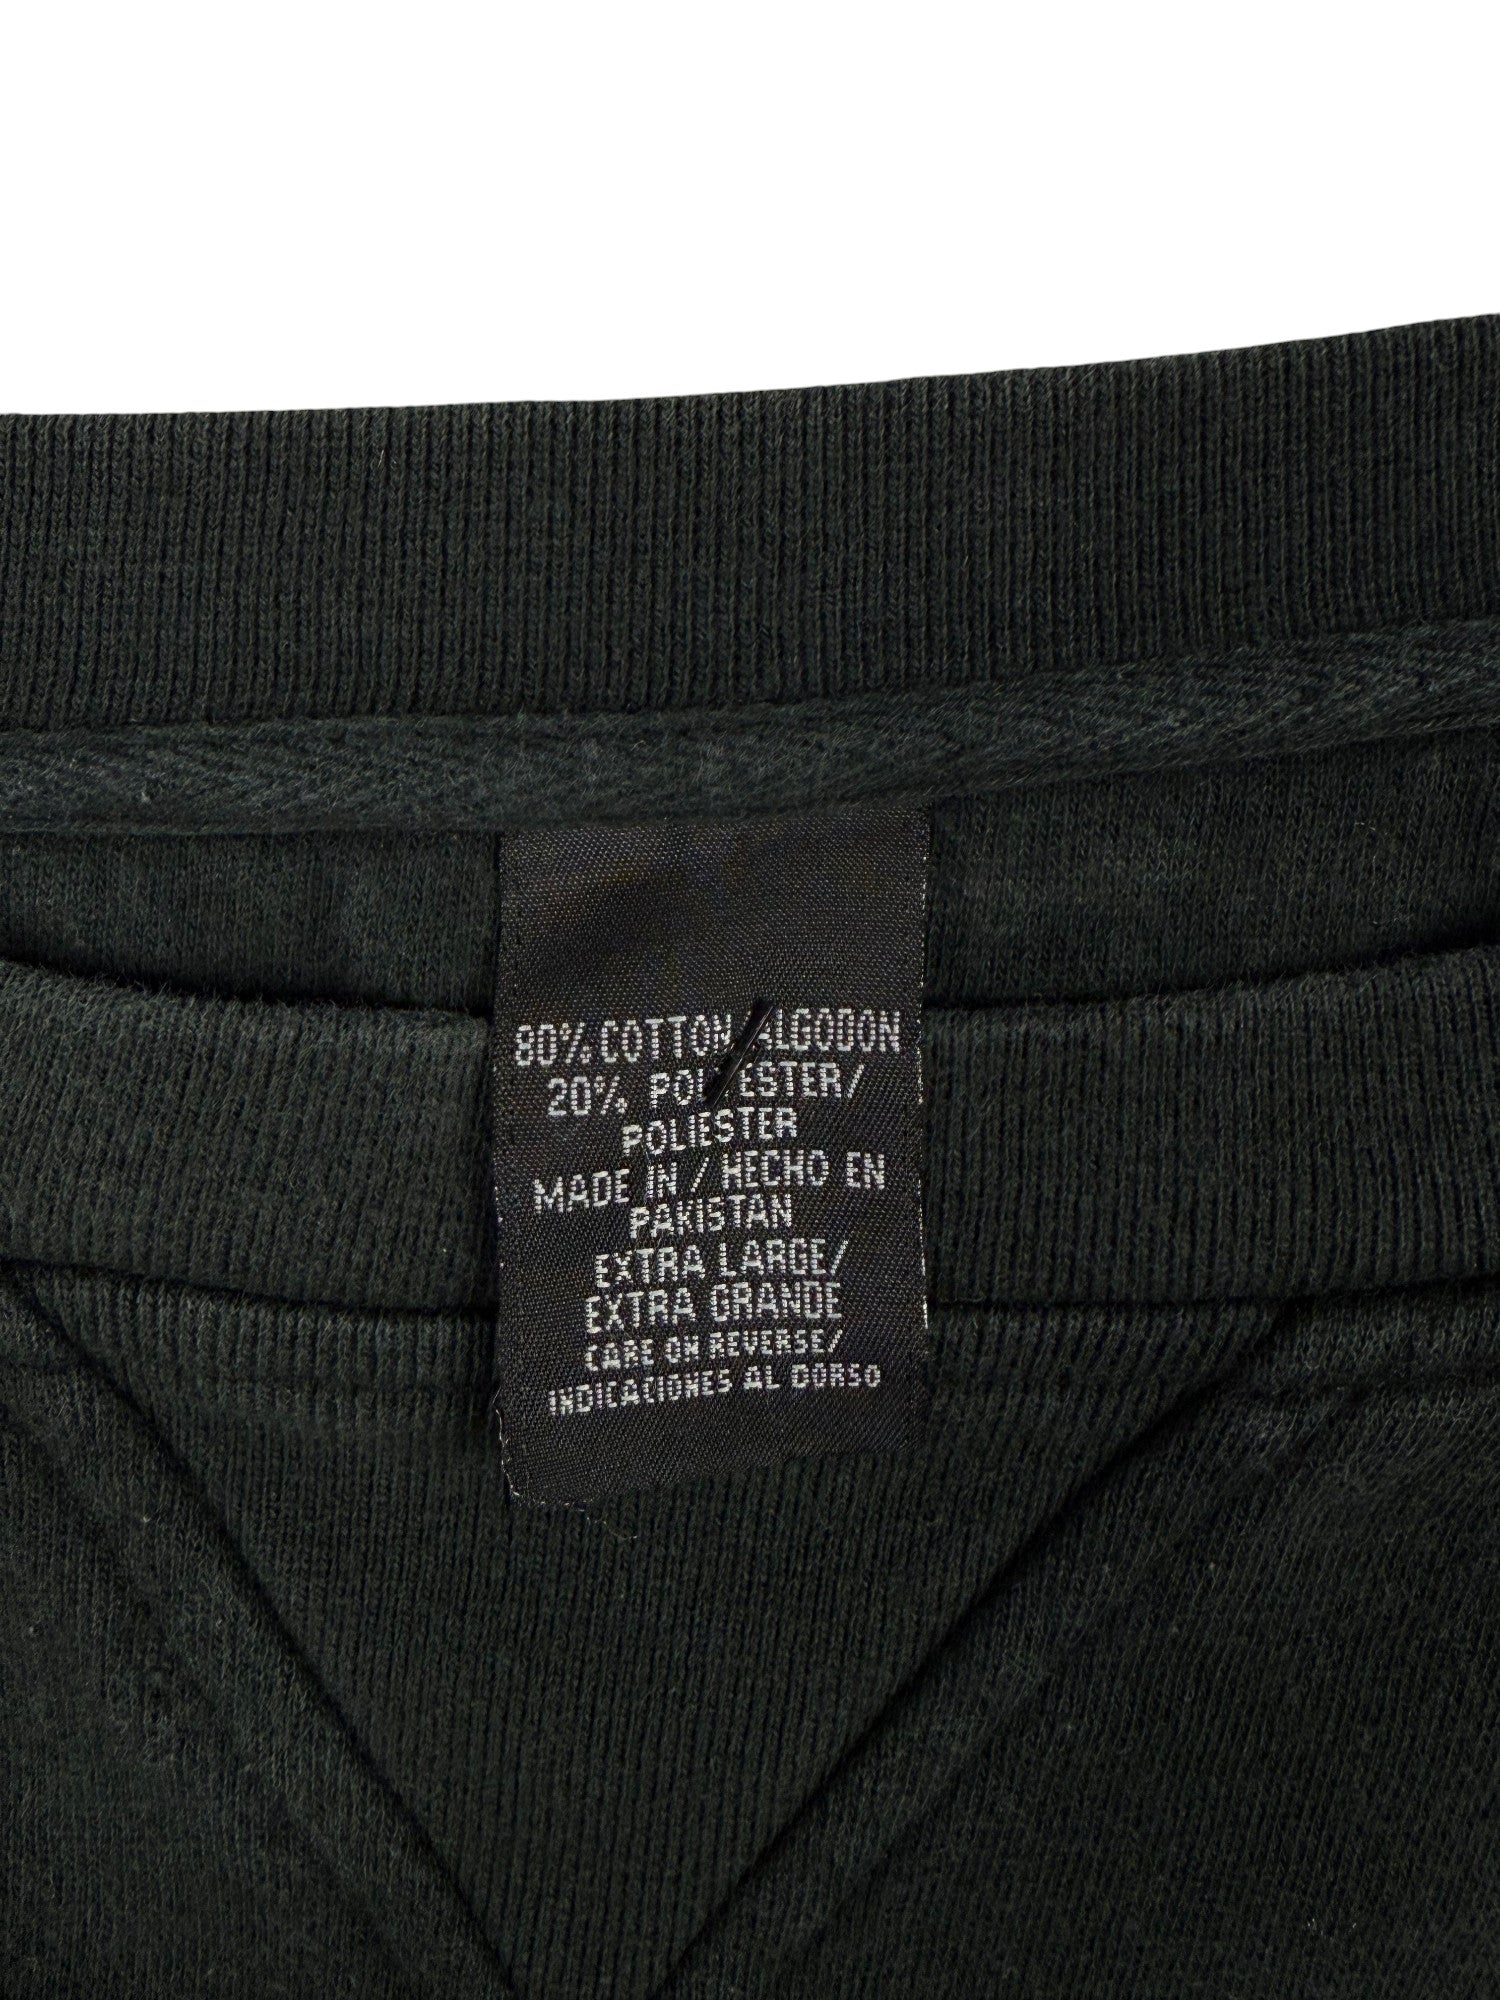 80% COTTON/ALGODON
20% POLYESTER/
POLIESTER
MADE IN / HECHO EN
PAKISTAN
EXTRA LARGE/
EXTRA GRANDE
CARE ON REVERSE/
INDICACIONES AL DORSO